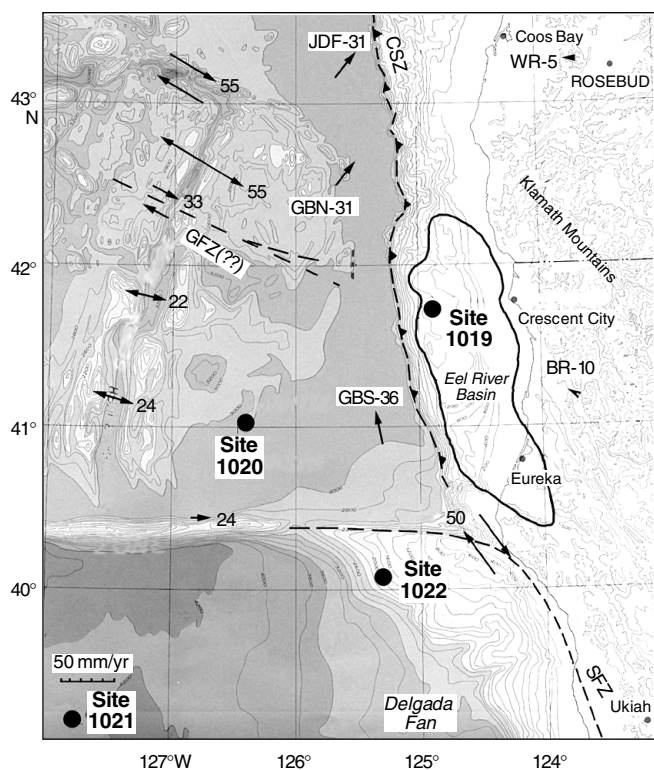 JDF-31
CSZ
Coos Bay
WR-5
ROSEBUD
43°
N
55
55
GBN-31
33
GFZ(??)
Klamath Mountains
42°
22
Site
1019
Crescent City
Eel River
Basin
BR-10
24
GBS-36
41°
Site
1020
Eureka
24
50
40°
Site
1022
50 mm/yr
Site
1021
Delgada
Fan
SFZ
Ukiah
127°W
126°
125°
124°